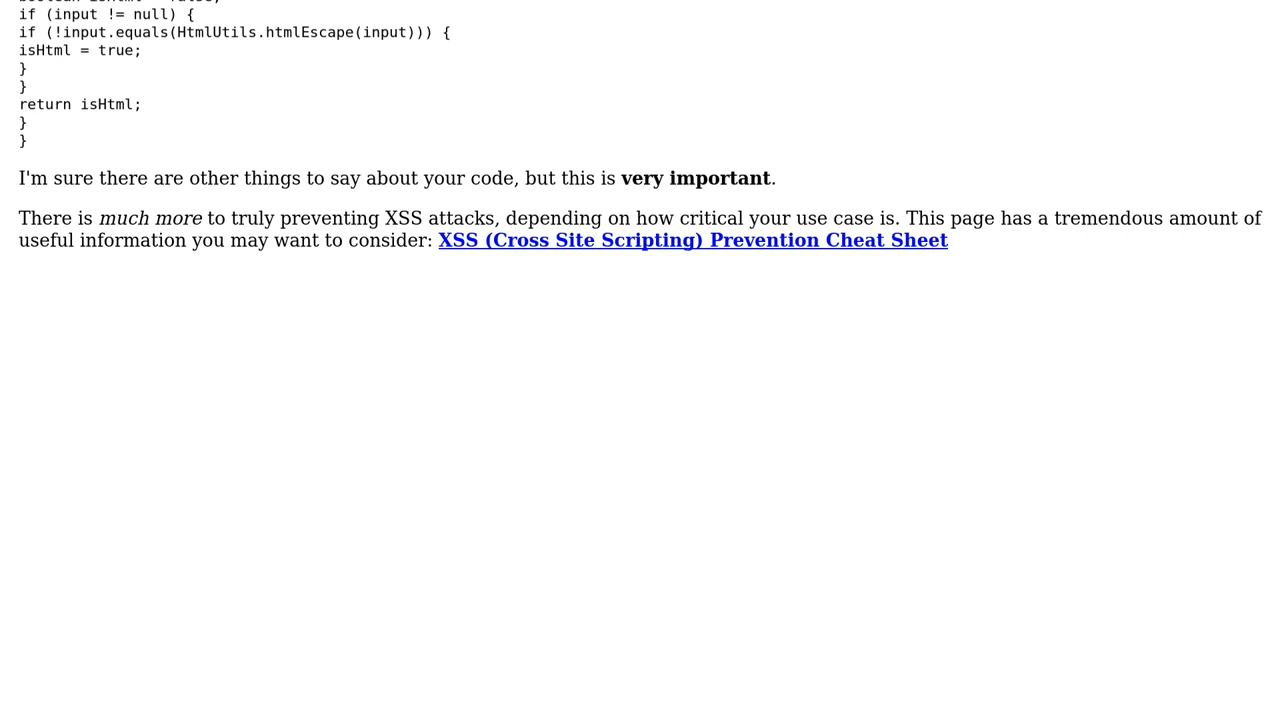 if (input != null) {
if (!input.equals(HtmlUtils.htmlEscape(input))) {
isHtml = true;
}
}
return isHtml;
}
}
I'm sure there are other things to say about your code, but this is very important.
There is much more to truly preventing XSS attacks, depending on how critical your use case is. This page has a tremendous amount of
useful information you may want to consider: XSS (Cross Site Scripting) Prevention Cheat Sheet